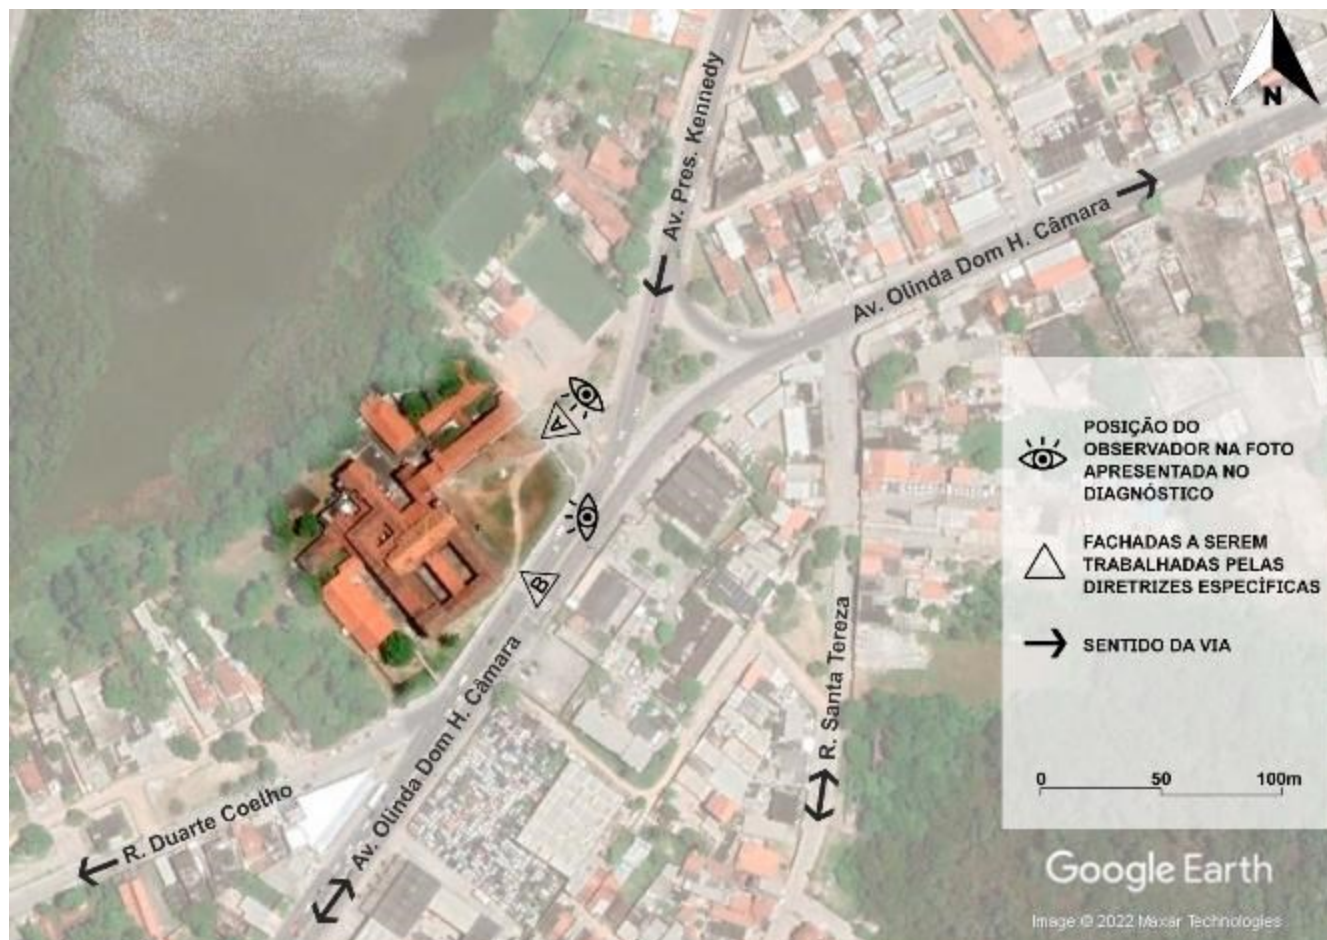 Av. Pres. Kennedy
N
Av. Olinda Dom H. Câmara
A
B
Av. Olinda Dom H. Câmara
R. Santa Tereza
R. Duarte Coelho
POSIÇÃO DO
OBSERVADOR NA FOTO
APRESENTADA NO
DIAGNÓSTICO
FACHADAS A SEREM
TRABALHADAS PELAS
DIRETRIZES ESPECÍFICAS
SENTIDO DA VIA
0 50 100m
Google Earth
Image © 2022 Maxar Technologies